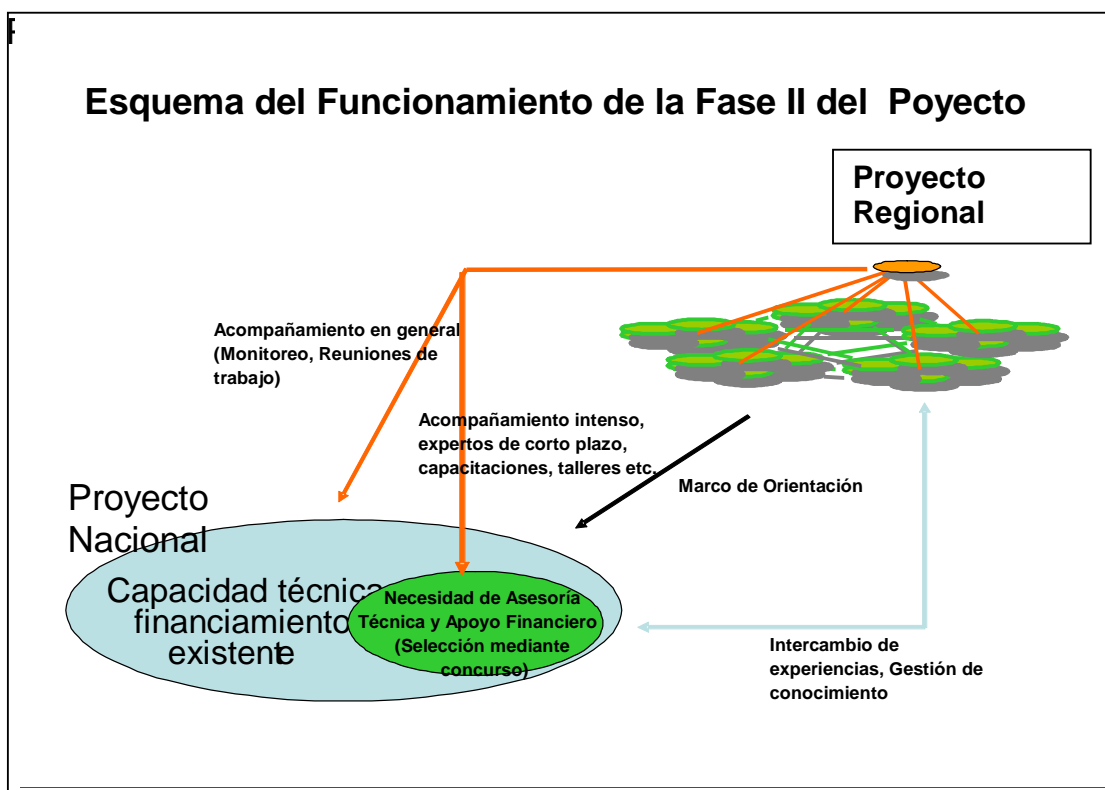 Esquema del Funcionamiento de la Fase II del Poyecto
Proyecto
Regional
Acompañamiento en general
(Monitoreo, Reuniones de
trabajo)
Acompañamiento intenso,
expertos de corto plazo,
capacitaciones, talleres etc.
Marco de Orientación
Proyecto
Nacional
Capacidad técnica
financiamiento
existente
Necesidad de Asesoría
Técnica y Apoyo Financiero
(Selección mediante
concurso)
Intercambio de
experiencias, Gestión de
conocimiento